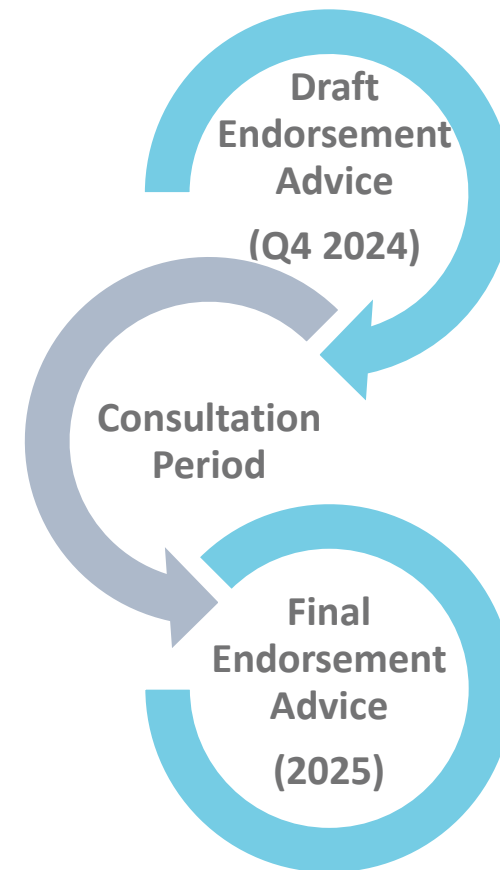 Draft
Endorsement
Advice
(Q4 2024)
Consultation
Period
Final
Endorsement
Advice
(2025)